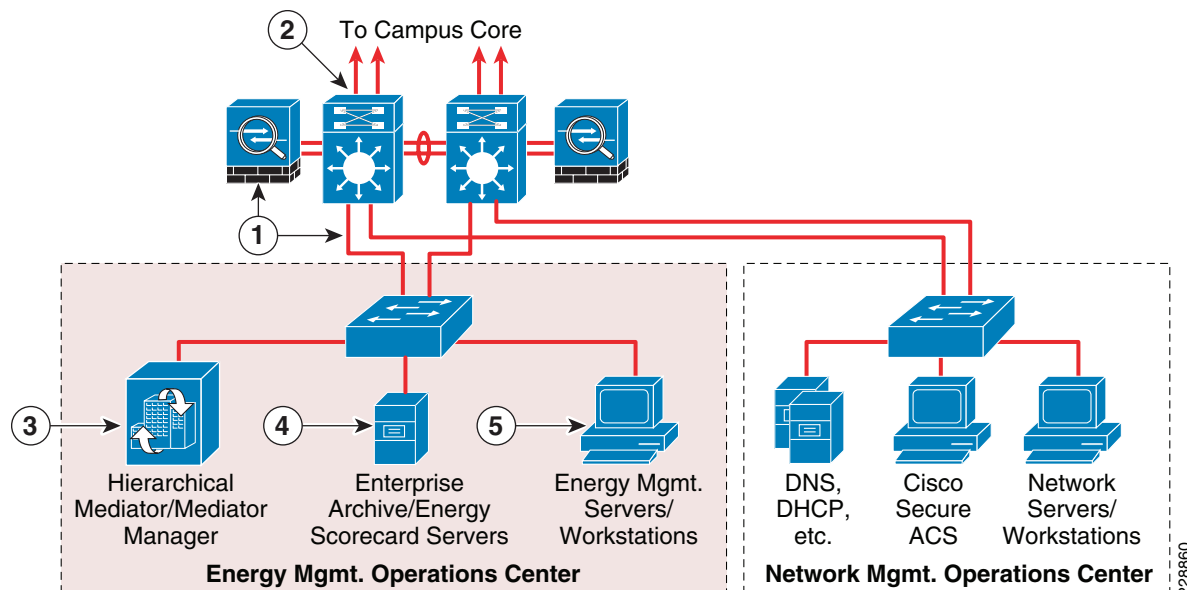 2
To Campus Core
1
3
4
5
Hierarchical
Mediator/Mediator
Manager
Enterprise
Archive/Energy
Scorecard Servers
Energy Mgmt.
Servers/
Workstations
Energy Mgmt. Operations Center
DNS,
DHCP,
etc.
Cisco
Secure
ACS
Network
Servers/
Workstations
Network Mgmt. Operations Center
228860